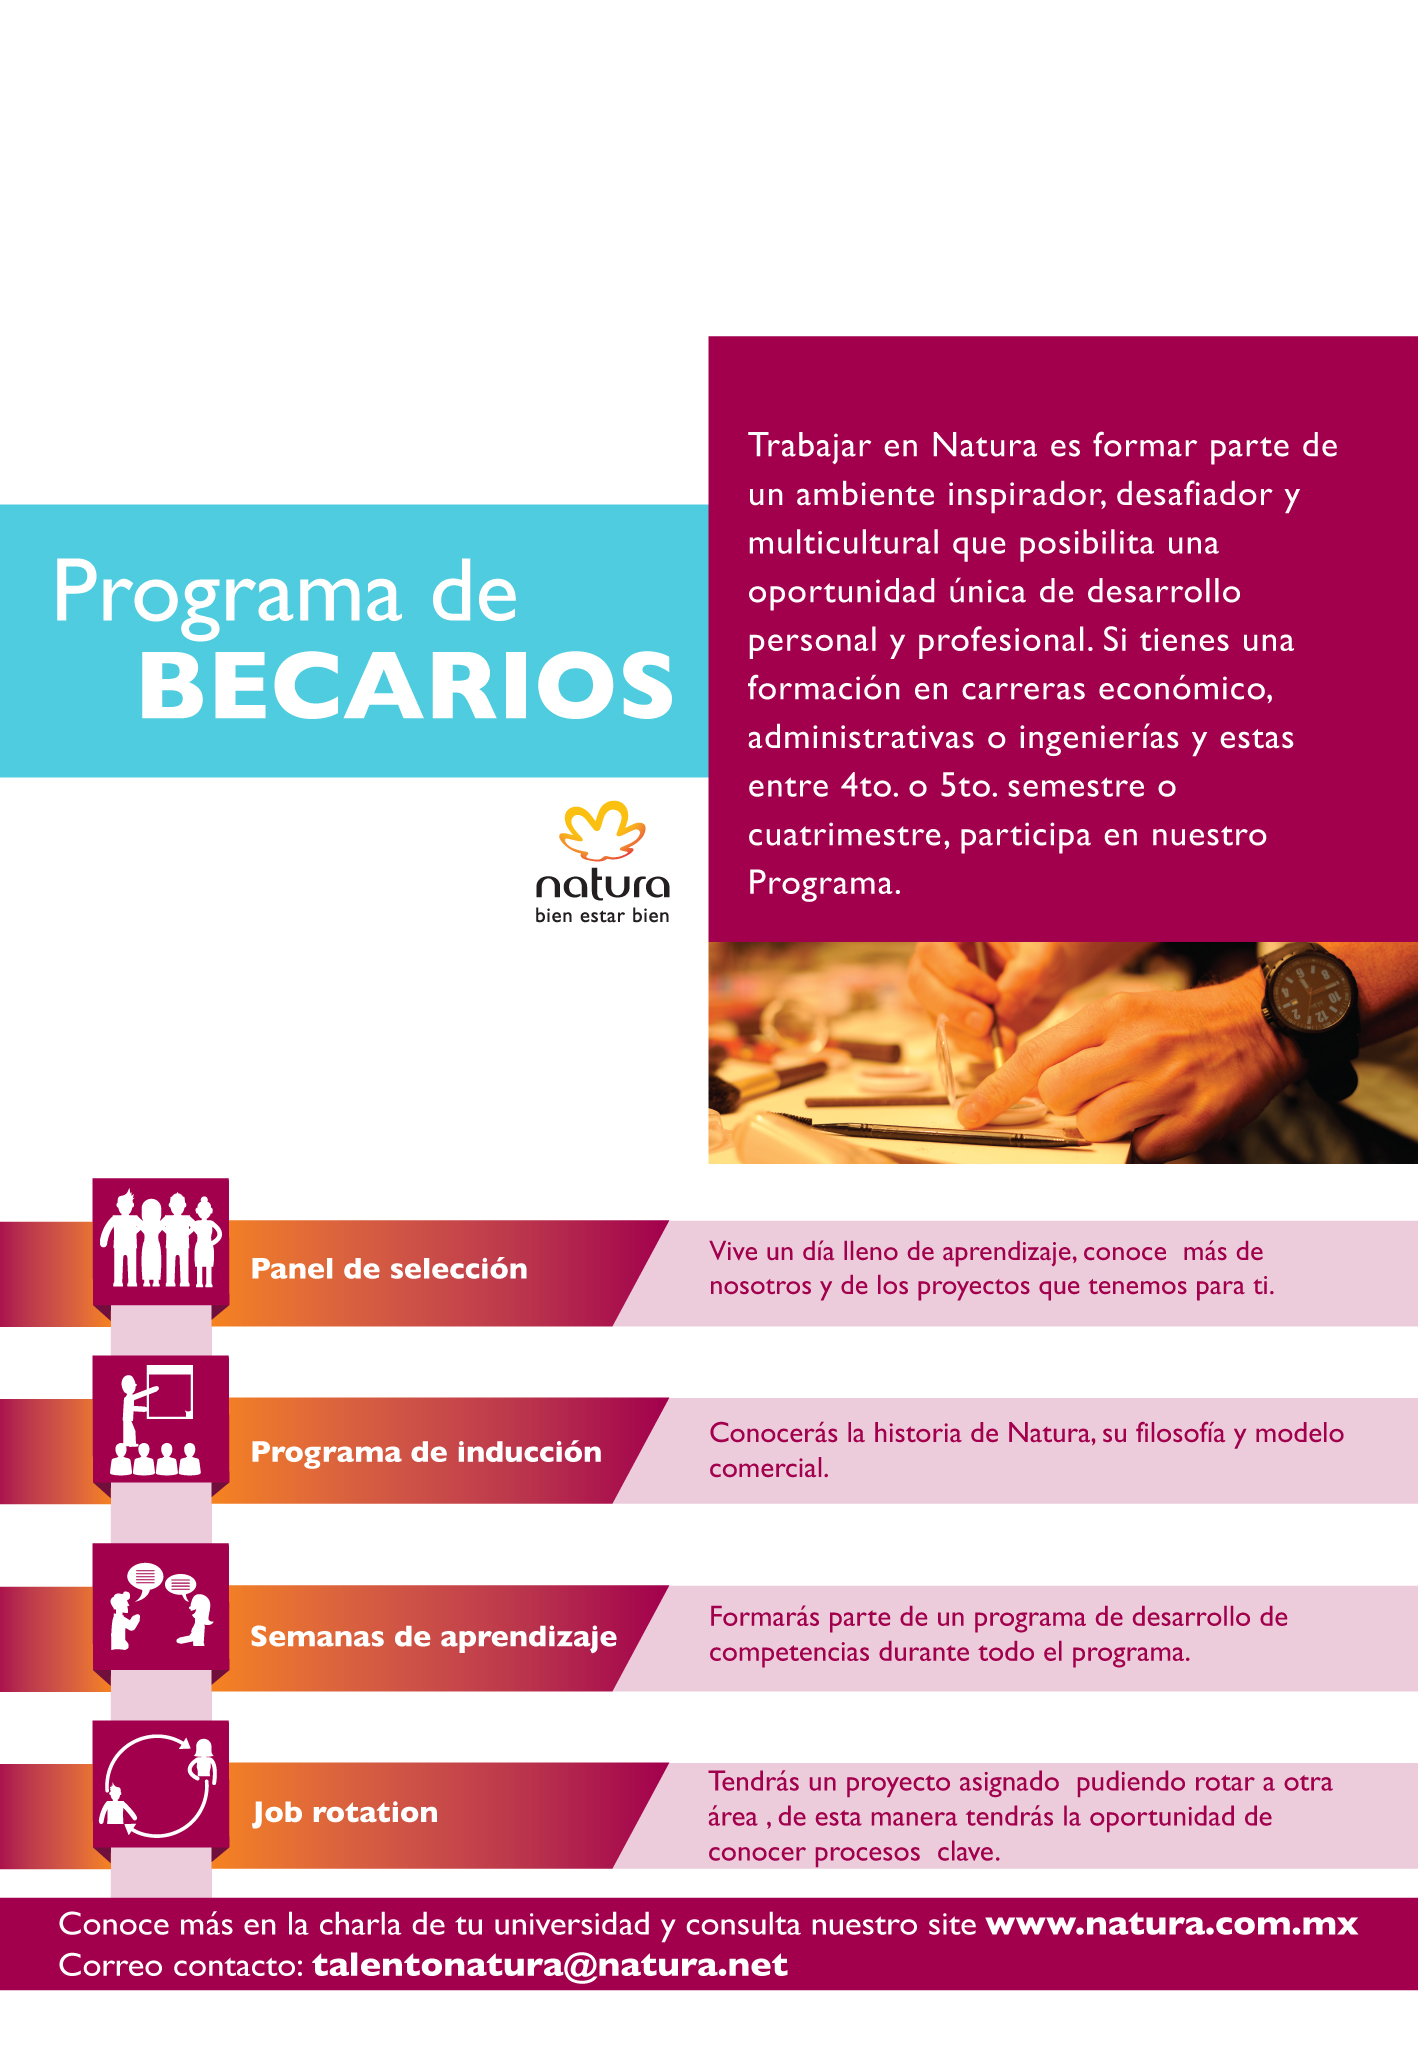 Programa de
BECARIOS
natura
bien estar bien
Trabajar en Natura es formar parte de
un ambiente inspirador, desafiador y
multicultural que posibilita una
oportunidad única de desarrollo
personal y profesional. Si tienes una
formación en carreras económico,
administrativas o ingenierías y estas
entre 4to. o 5to. semestre o
cuatrimestre, participa en nuestro
Programa.
Panel de selección
Vive un día lleno de aprendizaje, conoce  más de
nosotros y de los proyectos que tenemos para ti.
Programa de inducción
Conocerás la historia de Natura, su filosofía y modelo
comercial.
Semanas de aprendizaje
Formarás parte de un programa de desarrollo de
competencias durante todo el programa.
Job rotation
Tendrás un proyecto asignado  pudiendo rotar a otra
área , de esta manera tendrás la oportunidad de
conocer procesos  clave.
Conoce más en la charla de tu universidad y consulta nuestro site www.natura.com.mx
Correo contacto: talentonatura@natura.net